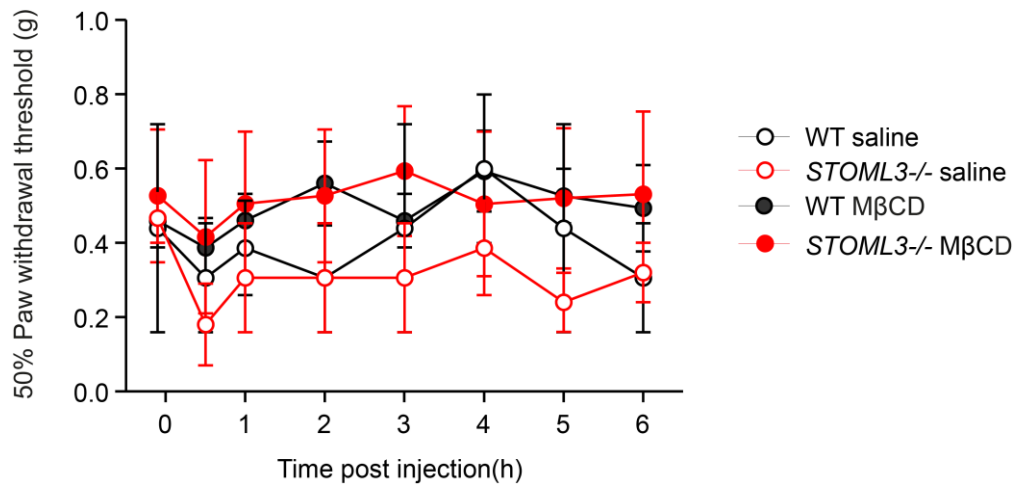 50% Paw withdrawal threshold (g)
1.0
0.8
0.6
0.4
0.2
0.0
0 1 2 3 4 5 6
Time post injection(h)
WT saline
STOML3-/- saline
WT MβCD
STOML3-/- MβCD